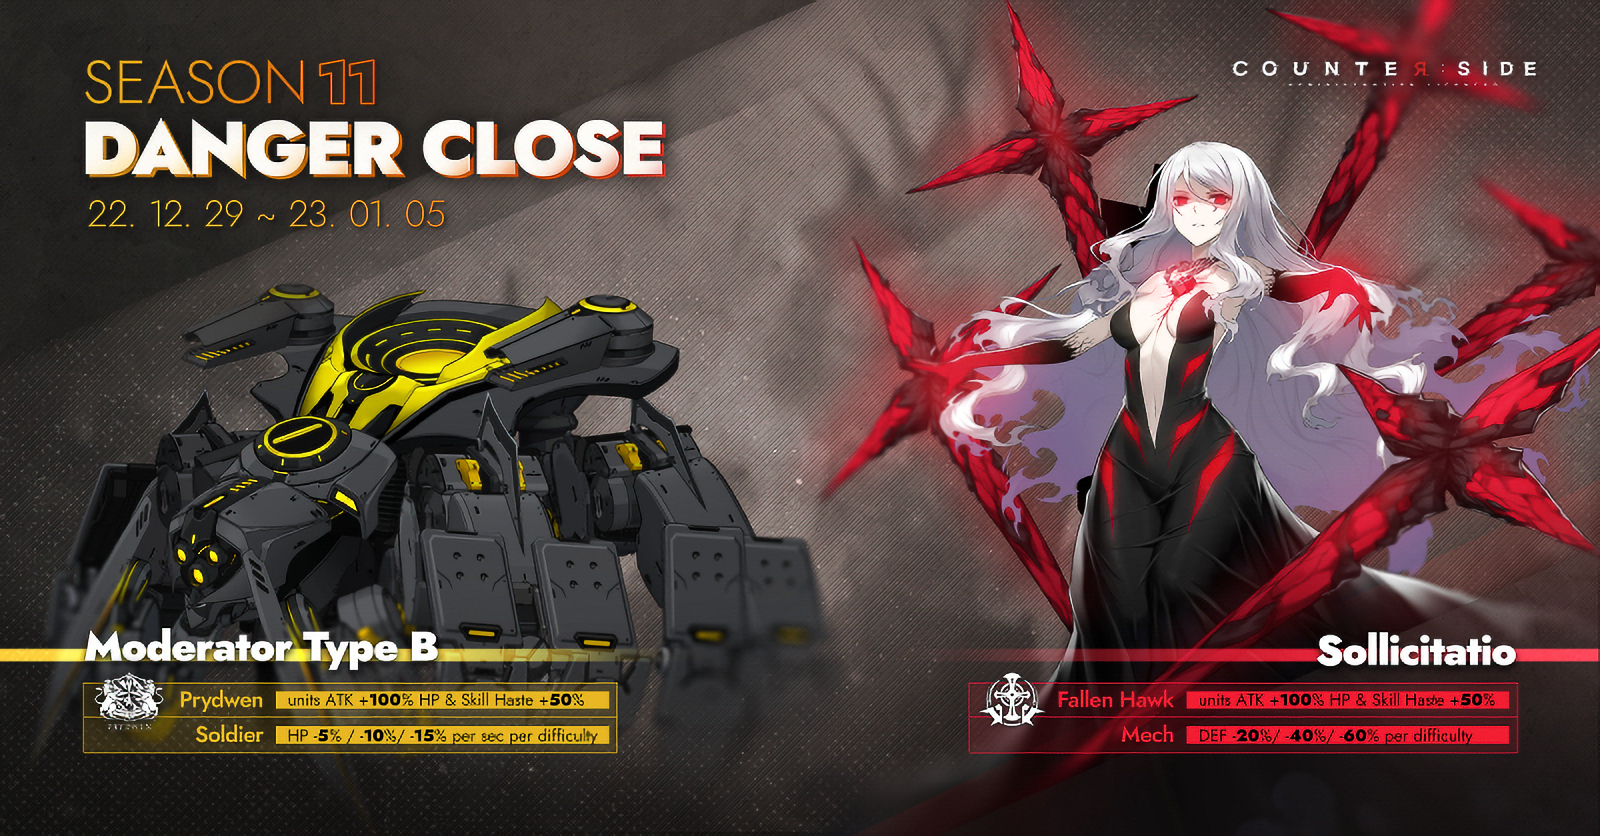 SEASON 11
DANGER CLOSE
22. 12. 29 ~ 23. 01. 05
COUNTER:SIDE
Moderator Type B
Prydwen units ATK +100% HP & Skill Haste +50%
Soldier HP -5% / -10%/ -15% per sec per difficulty
PRYDWEN
Sollicitatio
Fallen Hawk units ATK +100% HP & Skill Haste +50%
Mech DEF -20%/ -40%/ -60% per difficulty